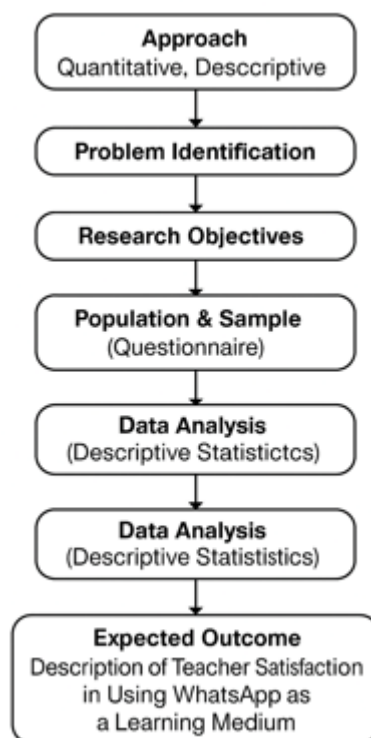 Approach
Quantitative, Desccriptive
Problem Identification
Research Objectives
Population & Sample
(Questionnaire)
Data Analysis
(Descriptive Statistictcs)
Data Analysis
(Descriptive Statististics)
Expected Outcome
Description of Teacher Satisfaction
in Using WhatsApp as
a Learning Medium